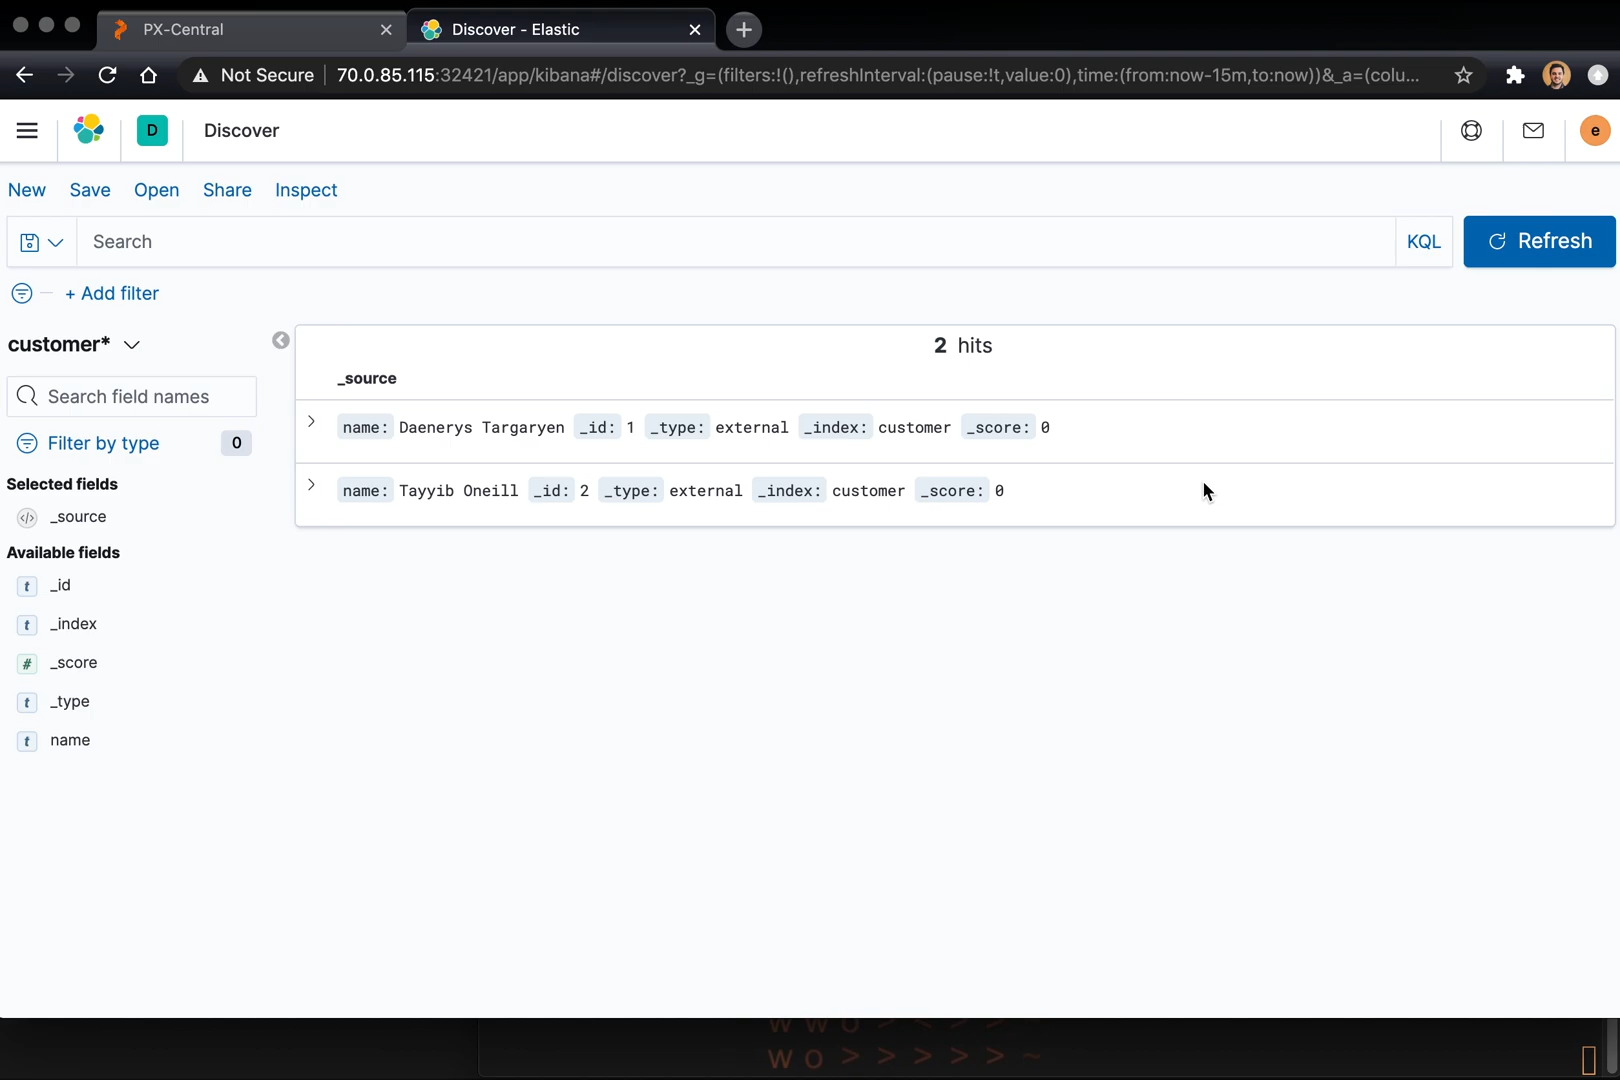 PX-Central
Discover - Elastic
Not Secure 70.0.85.115:32421/app/kibana#/discover?_g=(filters:!(),refreshInterval:(pause:!t,value:0),time:(from:now-15m,to:now))&_a=(colu...
D Discover e
New Save Open Share Inspect
Search KQL Refresh
+ Add filter
customer*
2 hits
Search field names
_source
Filter by type 0
name: Daenerys Targaryen _id: 1 _type: external _index: customer _score: 0
Selected fields
name: Tayyib Oneill _id: 2 _type: external _index: customer _score: 0
</> _source
Available fields
t _id
t _index
# _score
t _type
t name
W W O > < > > ~
W O > > > > > ~